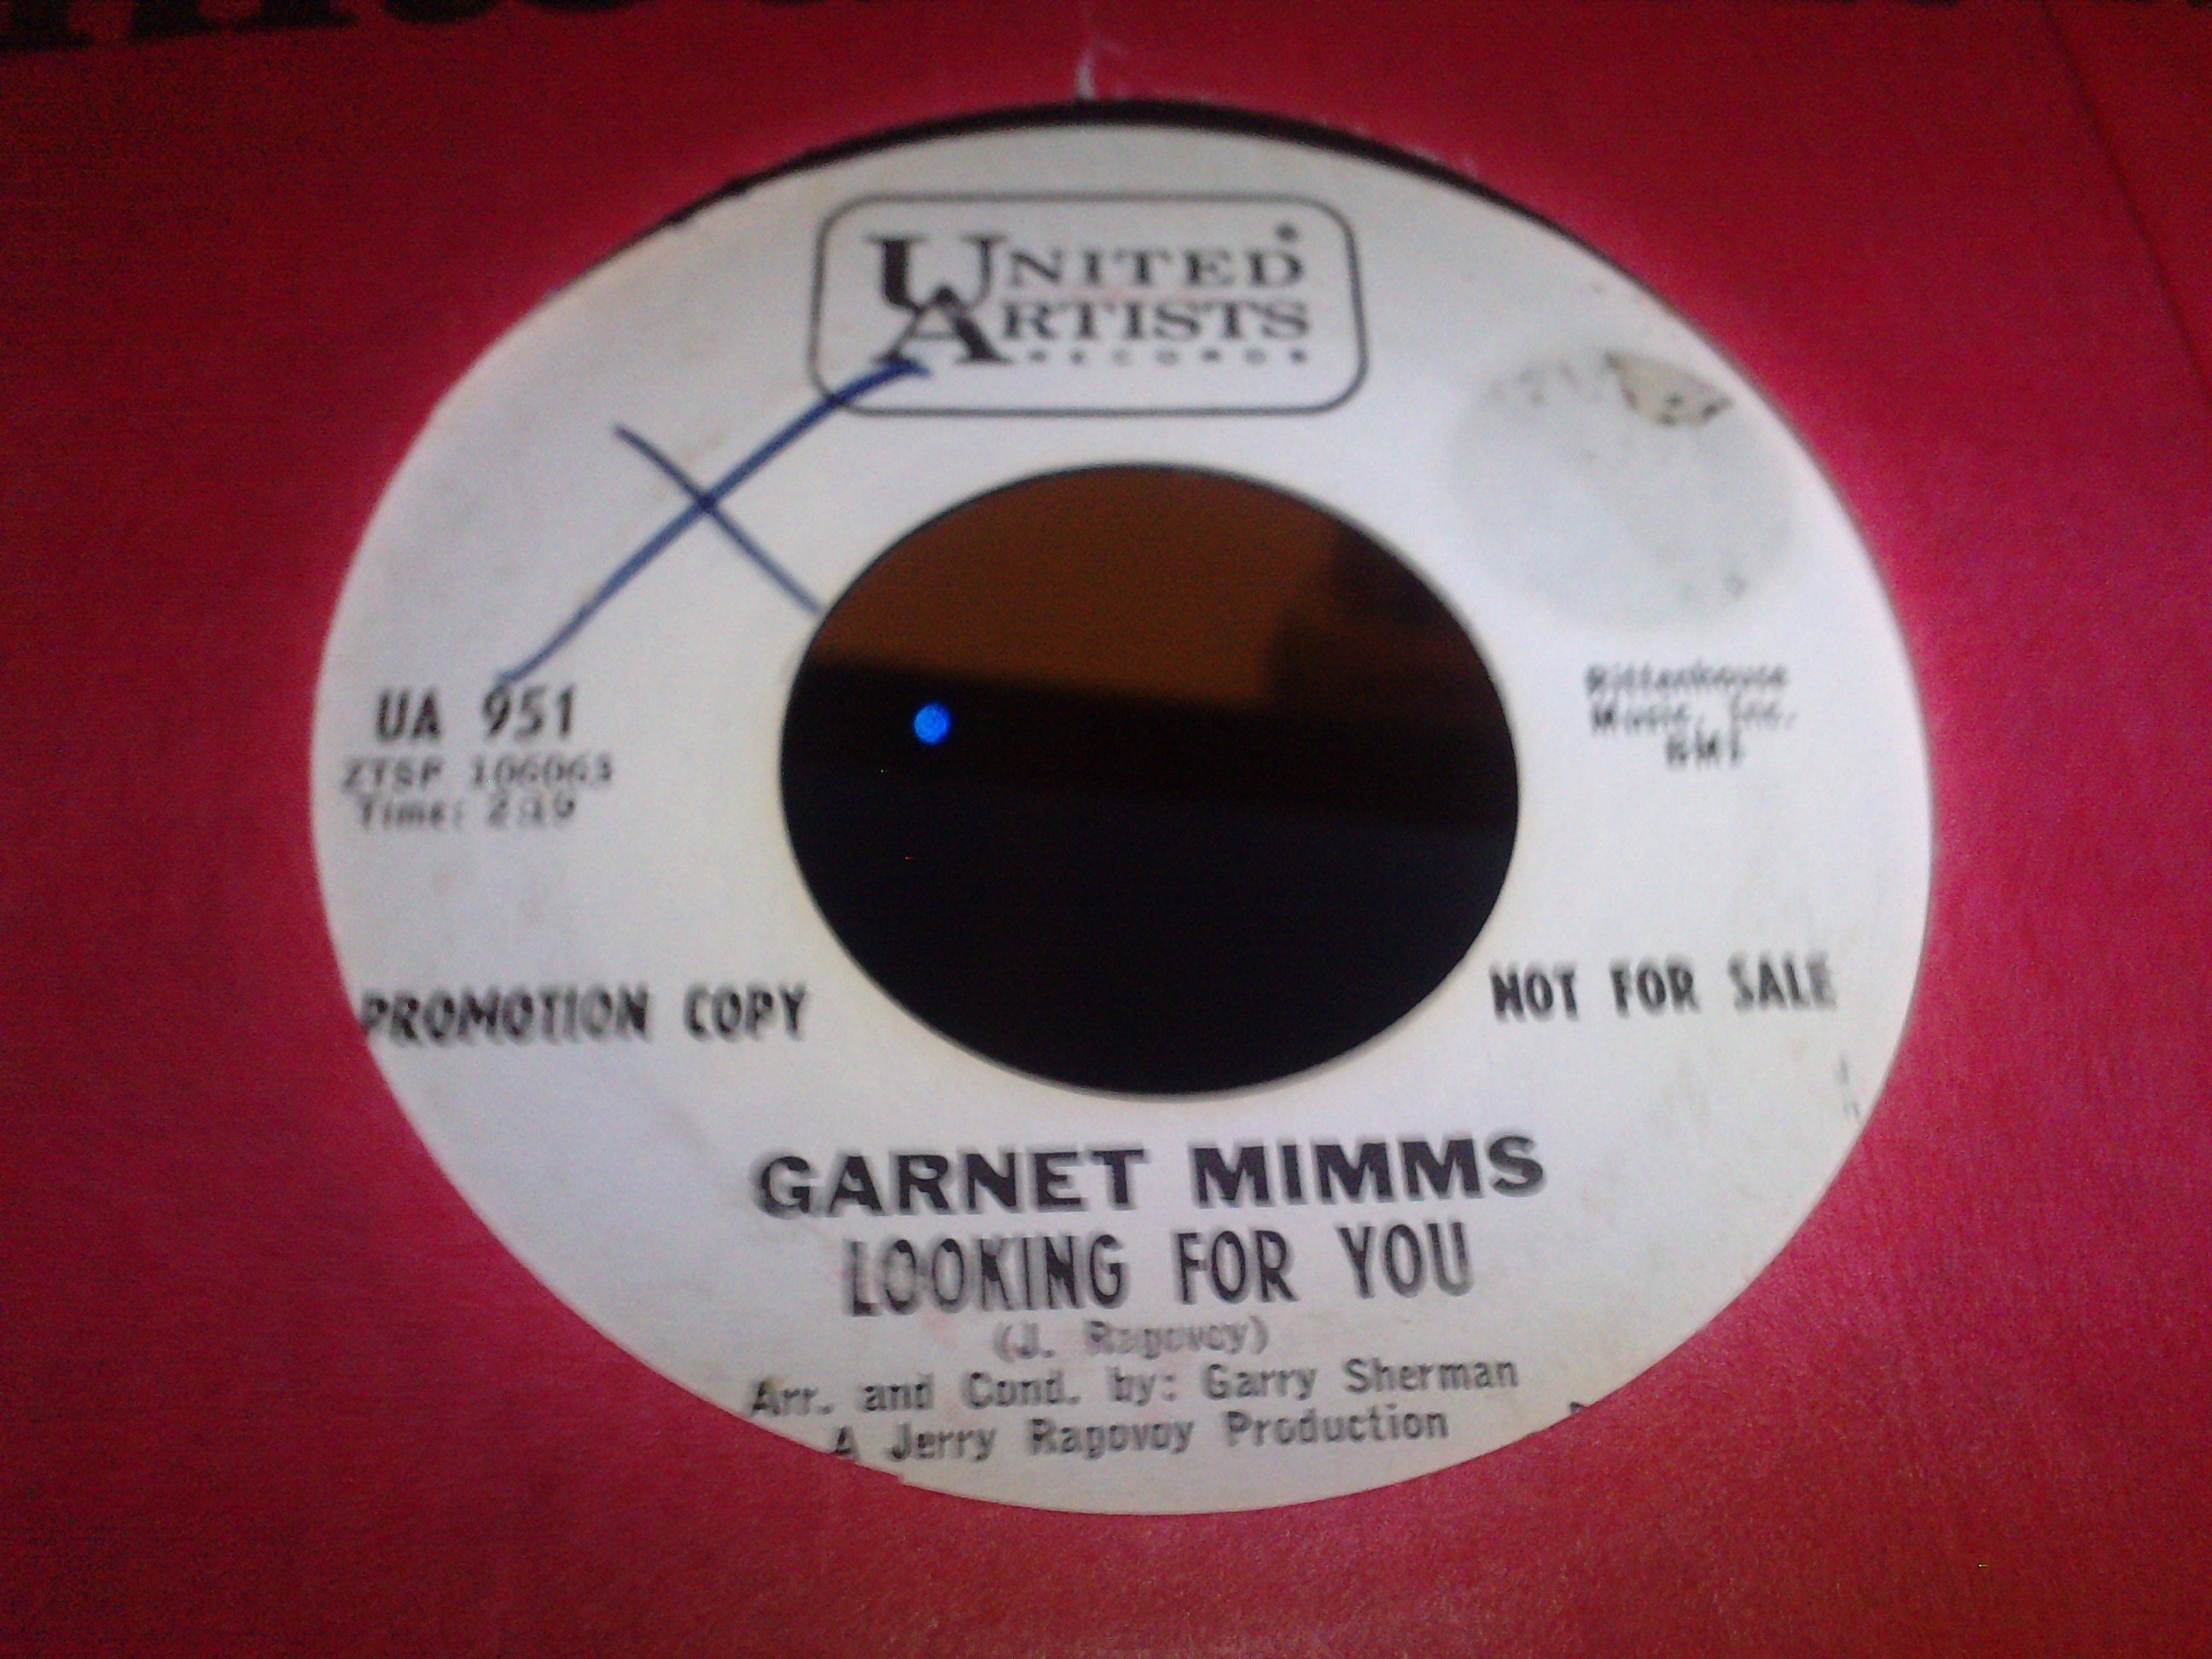 UNITED
ARTISTS
RECORDS
UA 951
ZTSP 106063
Time: 2:19
Rittenhouse
Music, Inc.
BMI
PROMOTION COPY
NOT FOR SALE
GARNET MIMMS
LOOKING FOR YOU
(J. Ragovoy)
Arr. and Cond. by: Garry Sherman
A Jerry Ragovoy Production